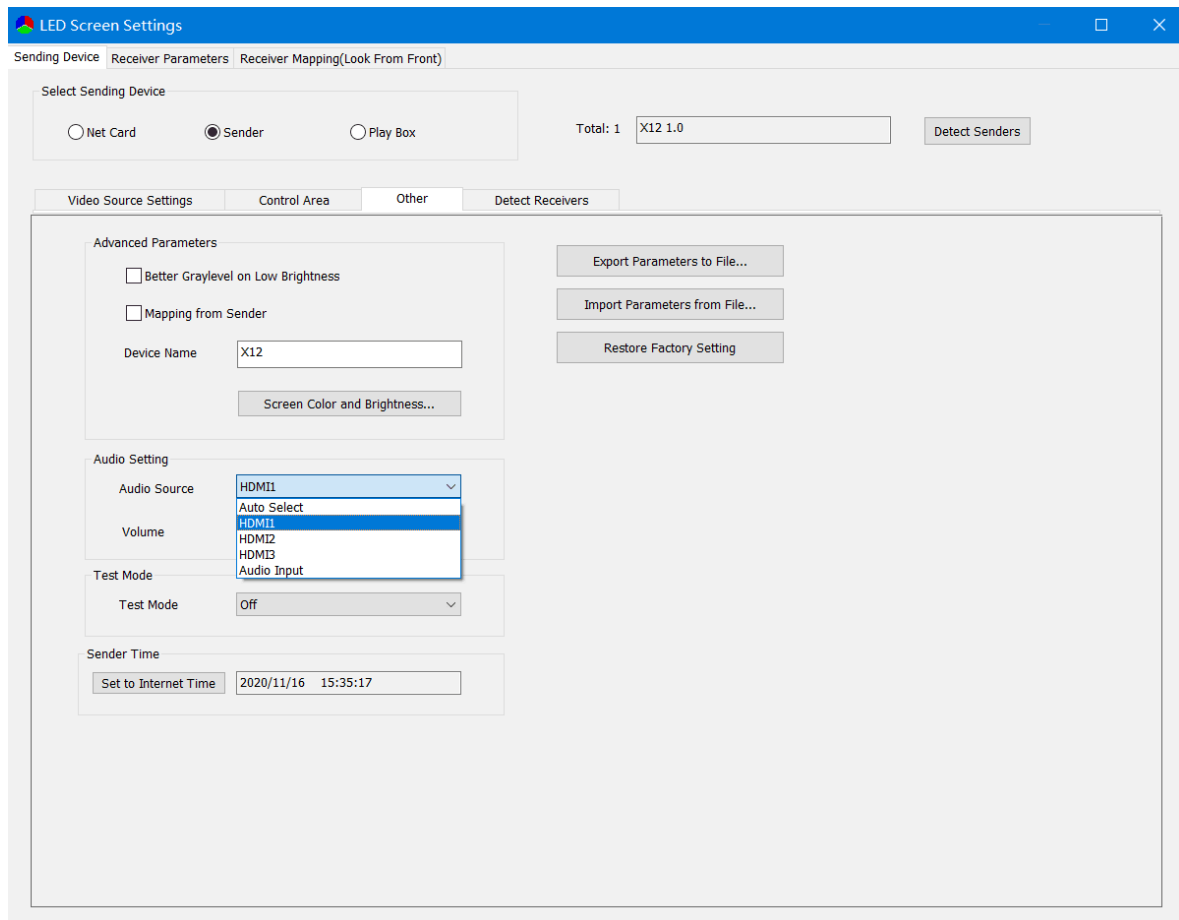 LED Screen Settings
Sending Device Receiver Parameters Receiver Mapping(Look From Front)
Select Sending Device
Net Card Sender Play Box
Total: 1 X12 1.0 Detect Senders
Video Source Settings Control Area Other Detect Receivers
Advanced Parameters
Better Graylevel on Low Brightness
Mapping from Sender
Device Name X12
Screen Color and Brightness...
Export Parameters to File...
Import Parameters from File...
Restore Factory Setting
Audio Setting
Audio Source HDMI1
Auto Select
HDMI1
HDMI2
HDMI3
Audio Input
Volume
Test Mode
Test Mode Off
Sender Time
Set to Internet Time 2020/11/16 15:35:17